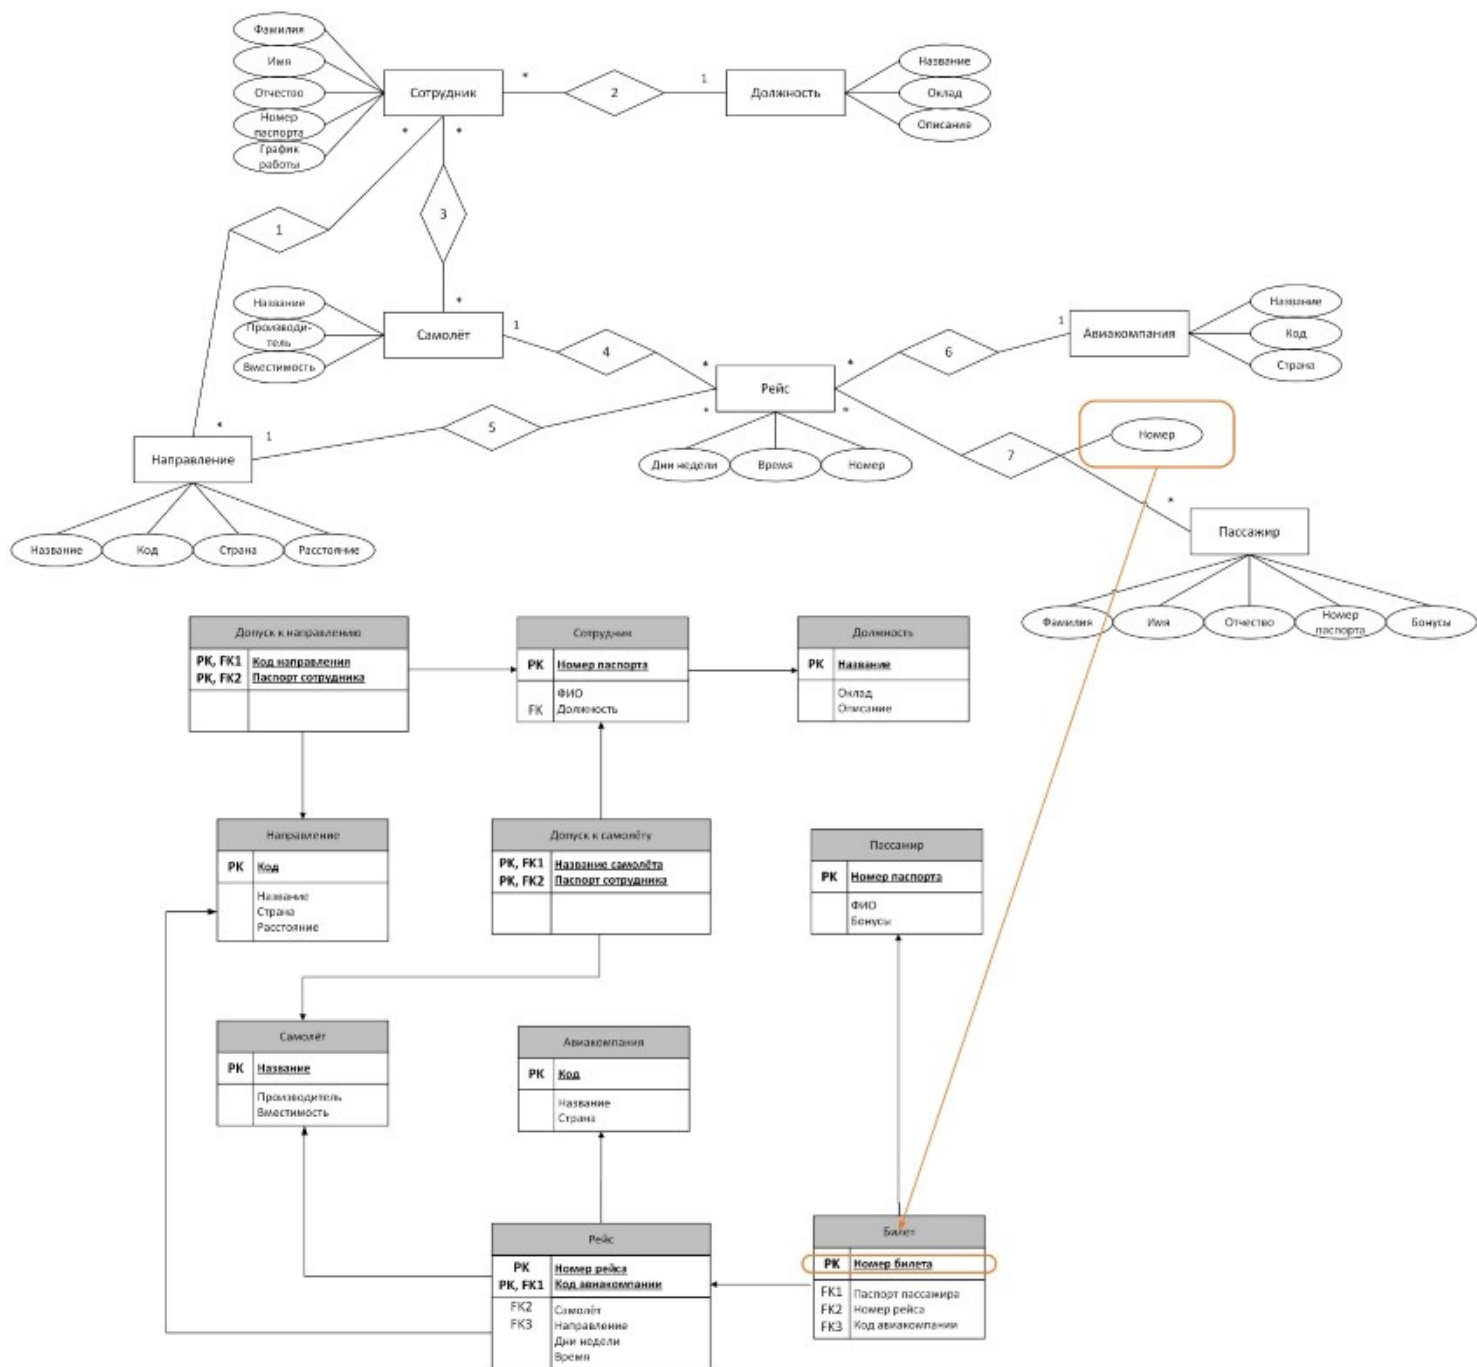 Фамилия
Имя
Отчество
Номер
паспорта
График
работы
Сотрудник
*
2
1
Должность
Название
Оклад
Описание
*
*
1
3
Название
Производи-
тель
Вместимость
*
Самолёт
1
4
*
Рейс
*
6
1
Авиакомпания
Название
Код
Страна
*
Направление
1
5
*
*
Дни недели
Время
Номер
7
Номер
*
Пассажир
Название
Код
Страна
Расстояние
Фамилия
Имя
Отчество
Номер
паспорта
Бонусы
Допуск к направлению
PK, FK1 Код направления
PK, FK2 Паспорт сотрудника
Сотрудник
PK Номер паспорта
ФИО
FK Должность
Должность
PK Название
Оклад
Описание
Направление
PK Код
Название
Страна
Расстояние
Допуск к самолёту
PK, FK1 Название самолёта
PK, FK2 Паспорт сотрудника
Пассажир
PK Номер паспорта
ФИО
Бонусы
Самолёт
PK Название
Производитель
Вместимость
Авиакомпания
PK Код
Название
Страна
Рейс
PK Номер рейса
PK, FK1 Код авиакомпании
FK2 Самолёт
FK3 Направление
Дни недели
Время
Билет
PK Номер билета
FK1 Паспорт пассажира
FK2 Номер рейса
FK3 Код авиакомпании